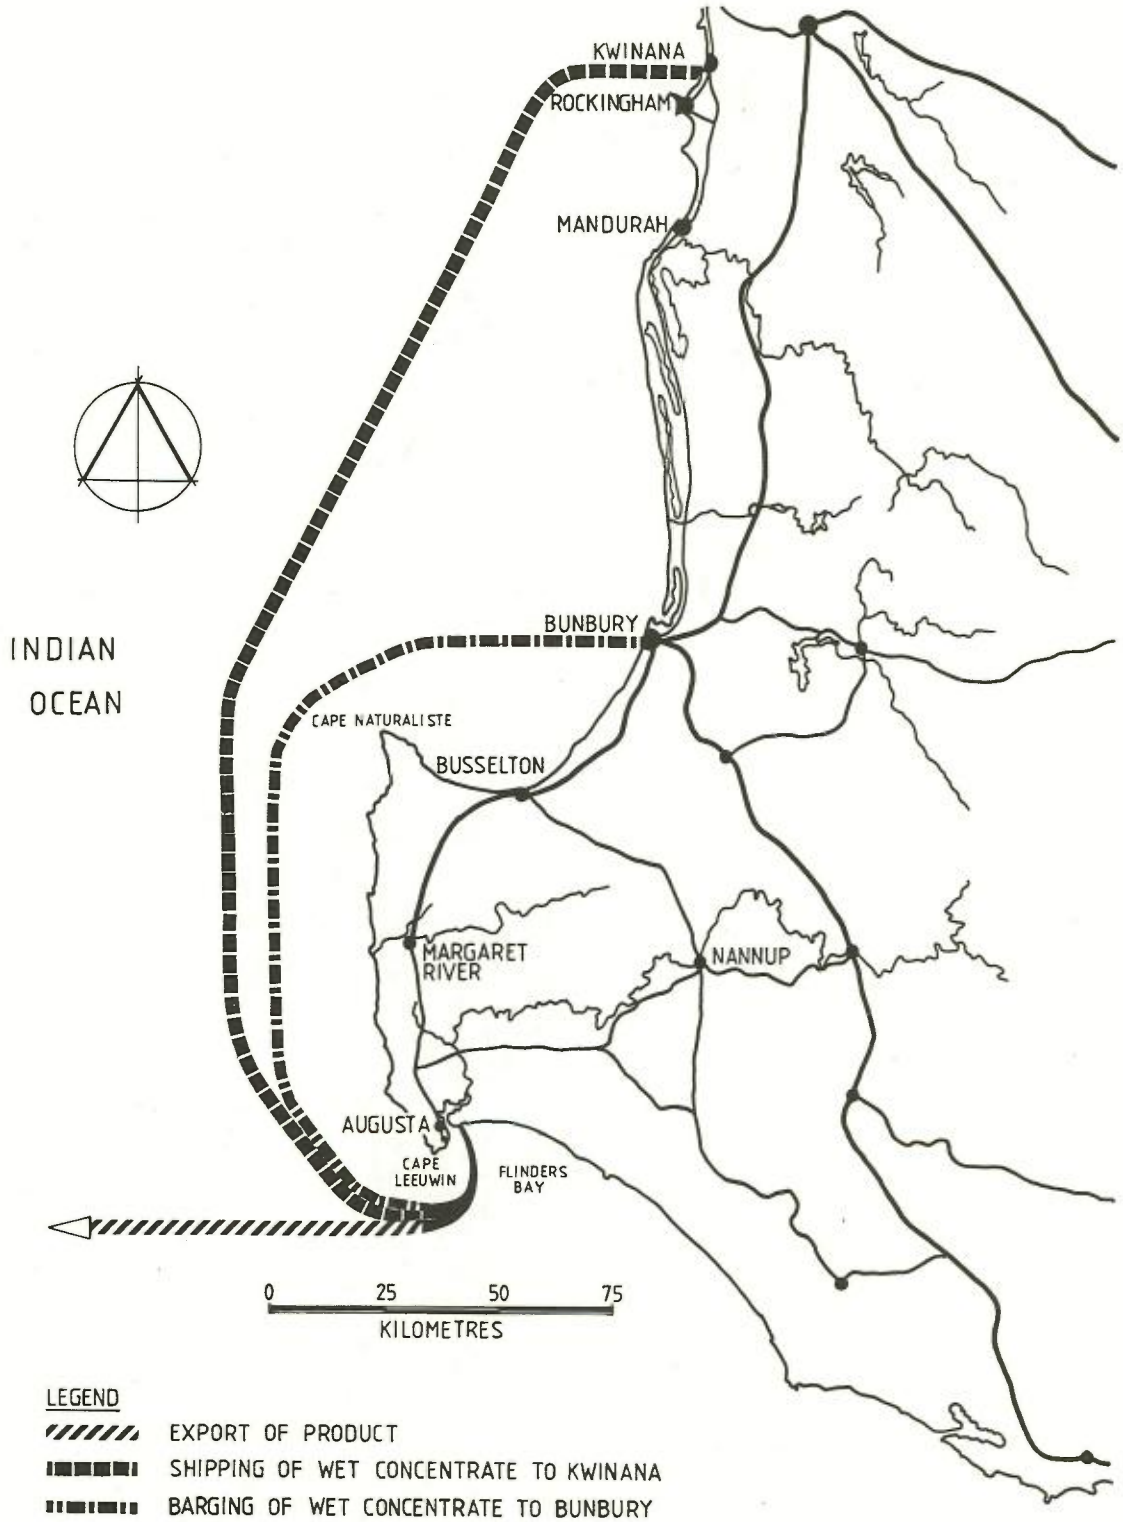 KWINANA
ROCKINGHAM
MANDURAH
INDIAN
OCEAN
BUNBURY
CAPE NATURALISTE
BUSSELTON
MARGARET
RIVER
NANNUP
AUGUSTA
CAPE
LEEUWIN
FLINDERS
BAY
0 25 50 75
KILOMETRES
LEGEND
EXPORT OF PRODUCT
SHIPPING OF WET CONCENTRATE TO KWINANA
BARGING OF WET CONCENTRATE TO BUNBURY